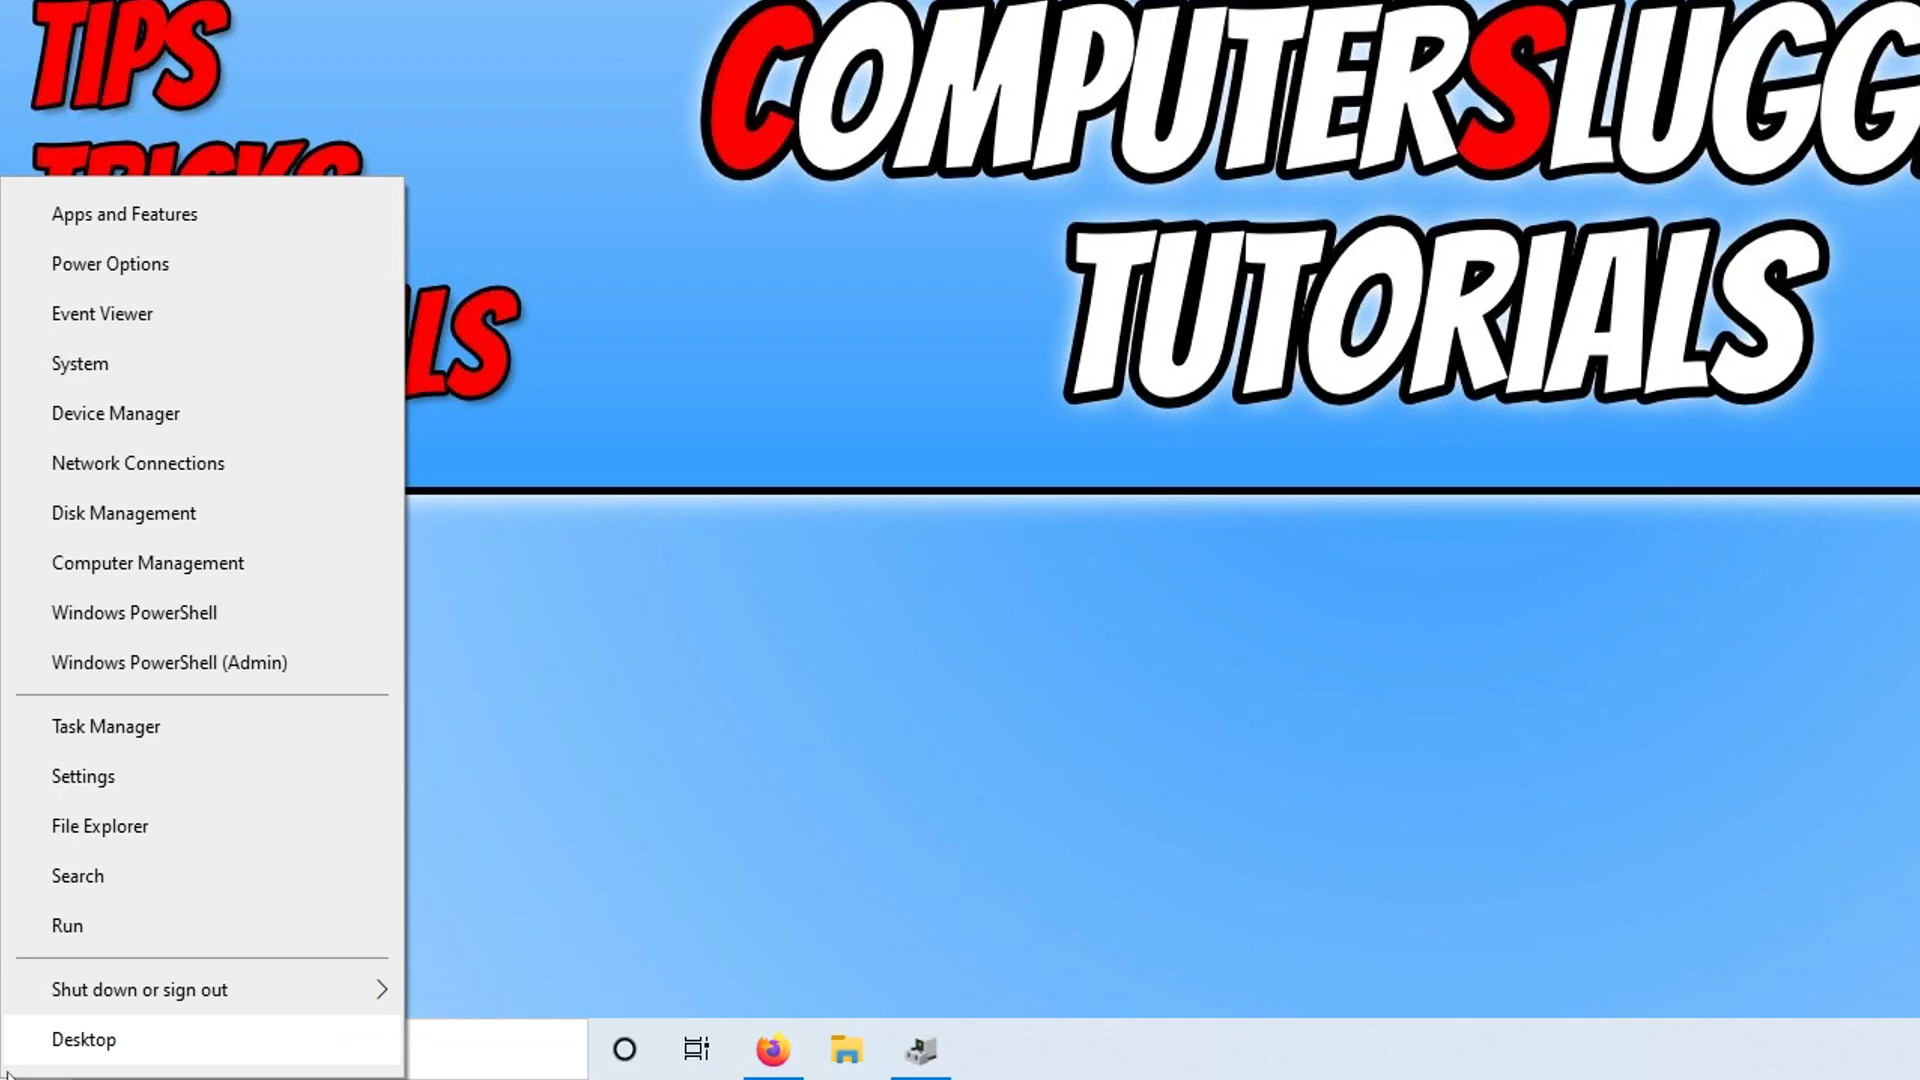 TIPS
COMPUTERSLUGG
TRICKS
TUTORIALS
LS
Apps and Features
Power Options
Event Viewer
System
Device Manager
Network Connections
Disk Management
Computer Management
Windows PowerShell
Windows PowerShell (Admin)
Task Manager
Settings
File Explorer
Search
Run
Shut down or sign out
Desktop